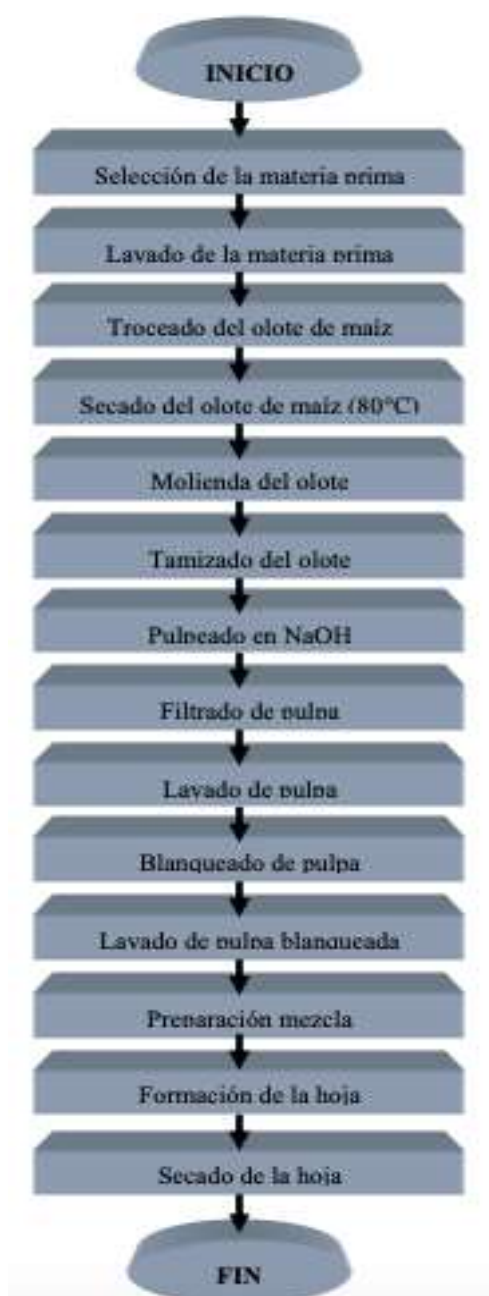 INICIO
Selección de la materia prima
Lavado de la materia prima
Troceado del olote de maíz
Secado del olote de maíz (80°C)
Molienda del olote
Tamizado del olote
Pulpeado en NaOH
Filtrado de pulpa
Lavado de pulpa
Blanqueado de pulpa
Lavado de pulpa blanqueada
Preparación mezcla
Formación de la hoja
Secado de la hoja
FIN